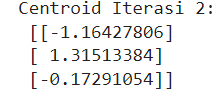 Centroid Iterasi 2:
[[-1.16427806]
[ 1.31513384]
[-0.17291054]]